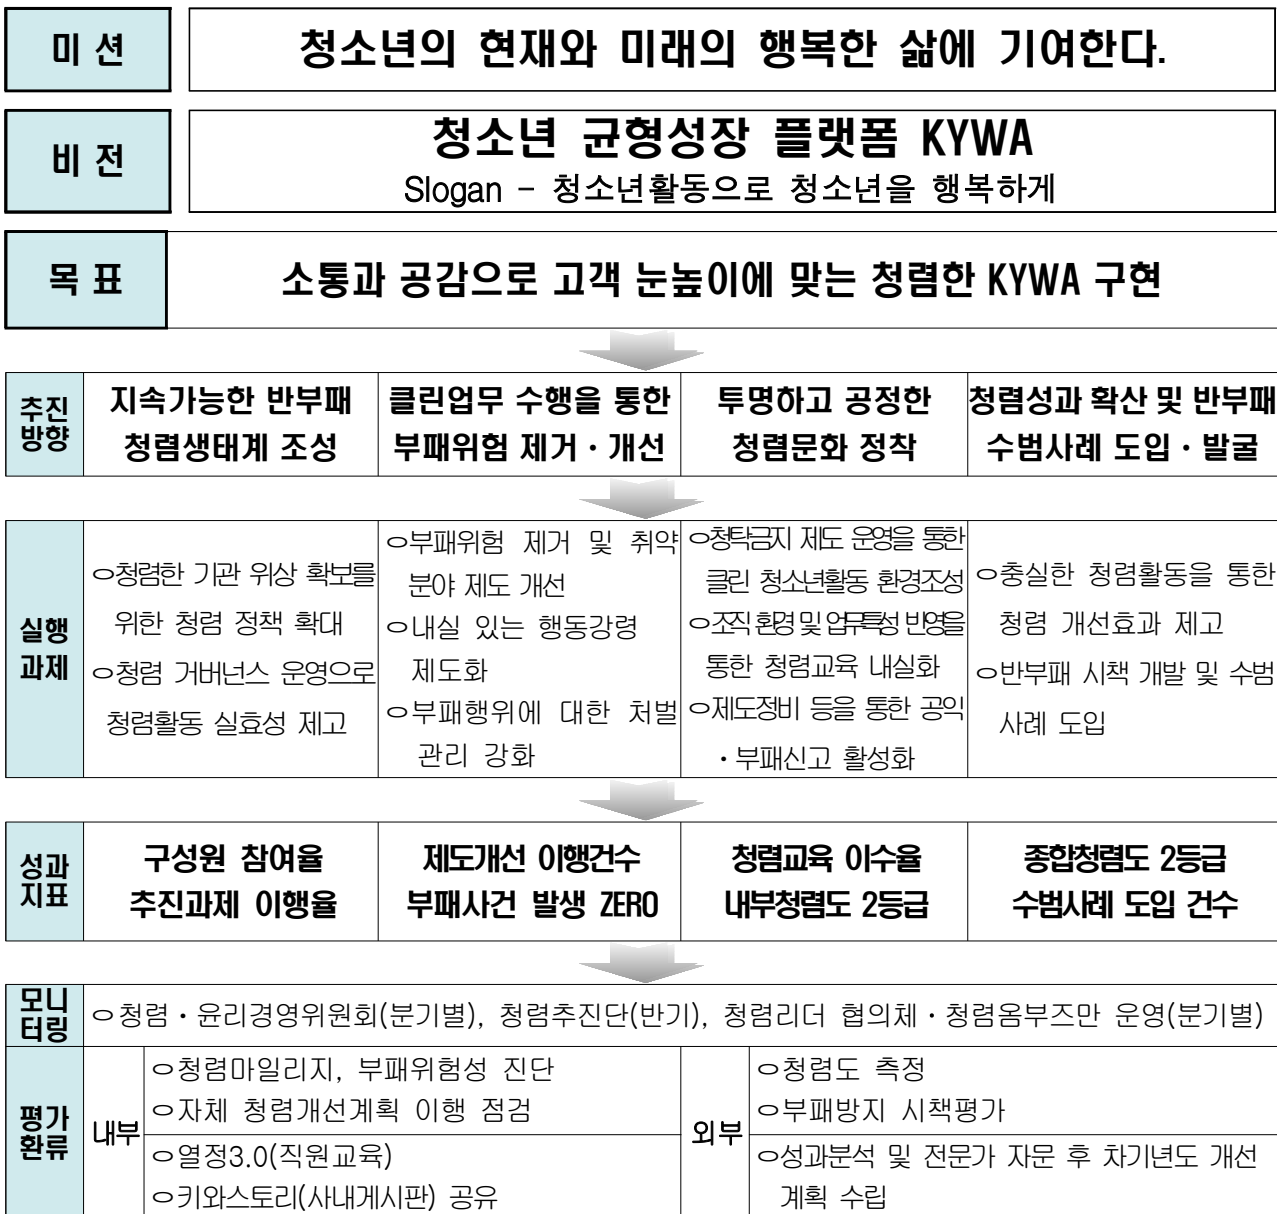 미 션
청소년의 현재와 미래의 행복한 삶에 기여한다.
비 전
청소년 균형성장 플랫폼 KYWA
Slogan - 청소년활동으로 청소년을 행복하게
목 표
소통과 공감으로 고객 눈높이에 맞는 청렴한 KYWA 구현
추진
방향
지속가능한 반부패
청렴생태계 조성
클린업무 수행을 통한
부패위험 제거・개선
투명하고 공정한
청렴문화 정착
청렴성과 확산 및 반부패
수범사례 도입・발굴
실행
과제
ㅇ청렴한 기관 위상 확보를
위한 청렴 정책 확대
ㅇ청렴 거버넌스 운영으로
청렴활동 실효성 제고
ㅇ부패위험 제거 및 취약
분야 제도 개선
ㅇ내실 있는 행동강령
제도화
ㅇ부패행위에 대한 처벌
관리 강화
ㅇ청탁금지 제도 운영을 통한
클린 청소년활동 환경조성
ㅇ조직 환경 및 업무특성 반영을
통한 청렴교육 내실화
ㅇ제도정비 등을 통한 공익
・부패신고 활성화
ㅇ충실한 청렴활동을 통한
청렴 개선효과 제고
ㅇ반부패 시책 개발 및 수범
사례 도입
성과
지표
구성원 참여율
추진과제 이행율
제도개선 이행건수
부패사건 발생 ZERO
청렴교육 이수율
내부청렴도 2등급
종합청렴도 2등급
수범사례 도입 건수
모니
터링
ㅇ청렴・윤리경영위원회(분기별), 청렴추진단(반기), 청렴리더 협의체・청렴옴부즈만 운영(분기별)
평가
환류
내부
ㅇ청렴마일리지, 부패위험성 진단
ㅇ자체 청렴개선계획 이행 점검
ㅇ열정3.0(직원교육)
ㅇ키와스토리(사내게시판) 공유
외부
ㅇ청렴도 측정
ㅇ부패방지 시책평가
ㅇ성과분석 및 전문가 자문 후 차기년도 개선
계획 수립